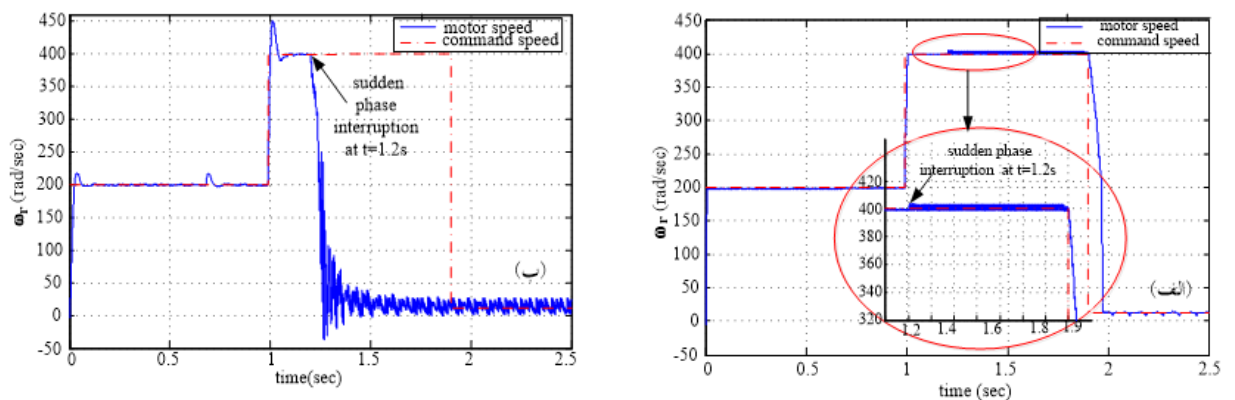 450
400
350
300
250
200
150
100
50
0
-50
0
0.5
1
1.5
2
2.5
ωr (rad/sec)
time(sec)
motor speed
command speed
sudden
phase
interruption
at t=1.2s
(ب)
450
400
350
300
250
200
150
100
50
0
-50
0
0.5
1
1.5
2
2.5
ωr (rad/sec)
time (sec)
motor speed
command speed
sudden phase
interruption at t=1.2s
420
400
380
360
340
320
1.2
1.4
1.6
1.8
1.9
(الف)